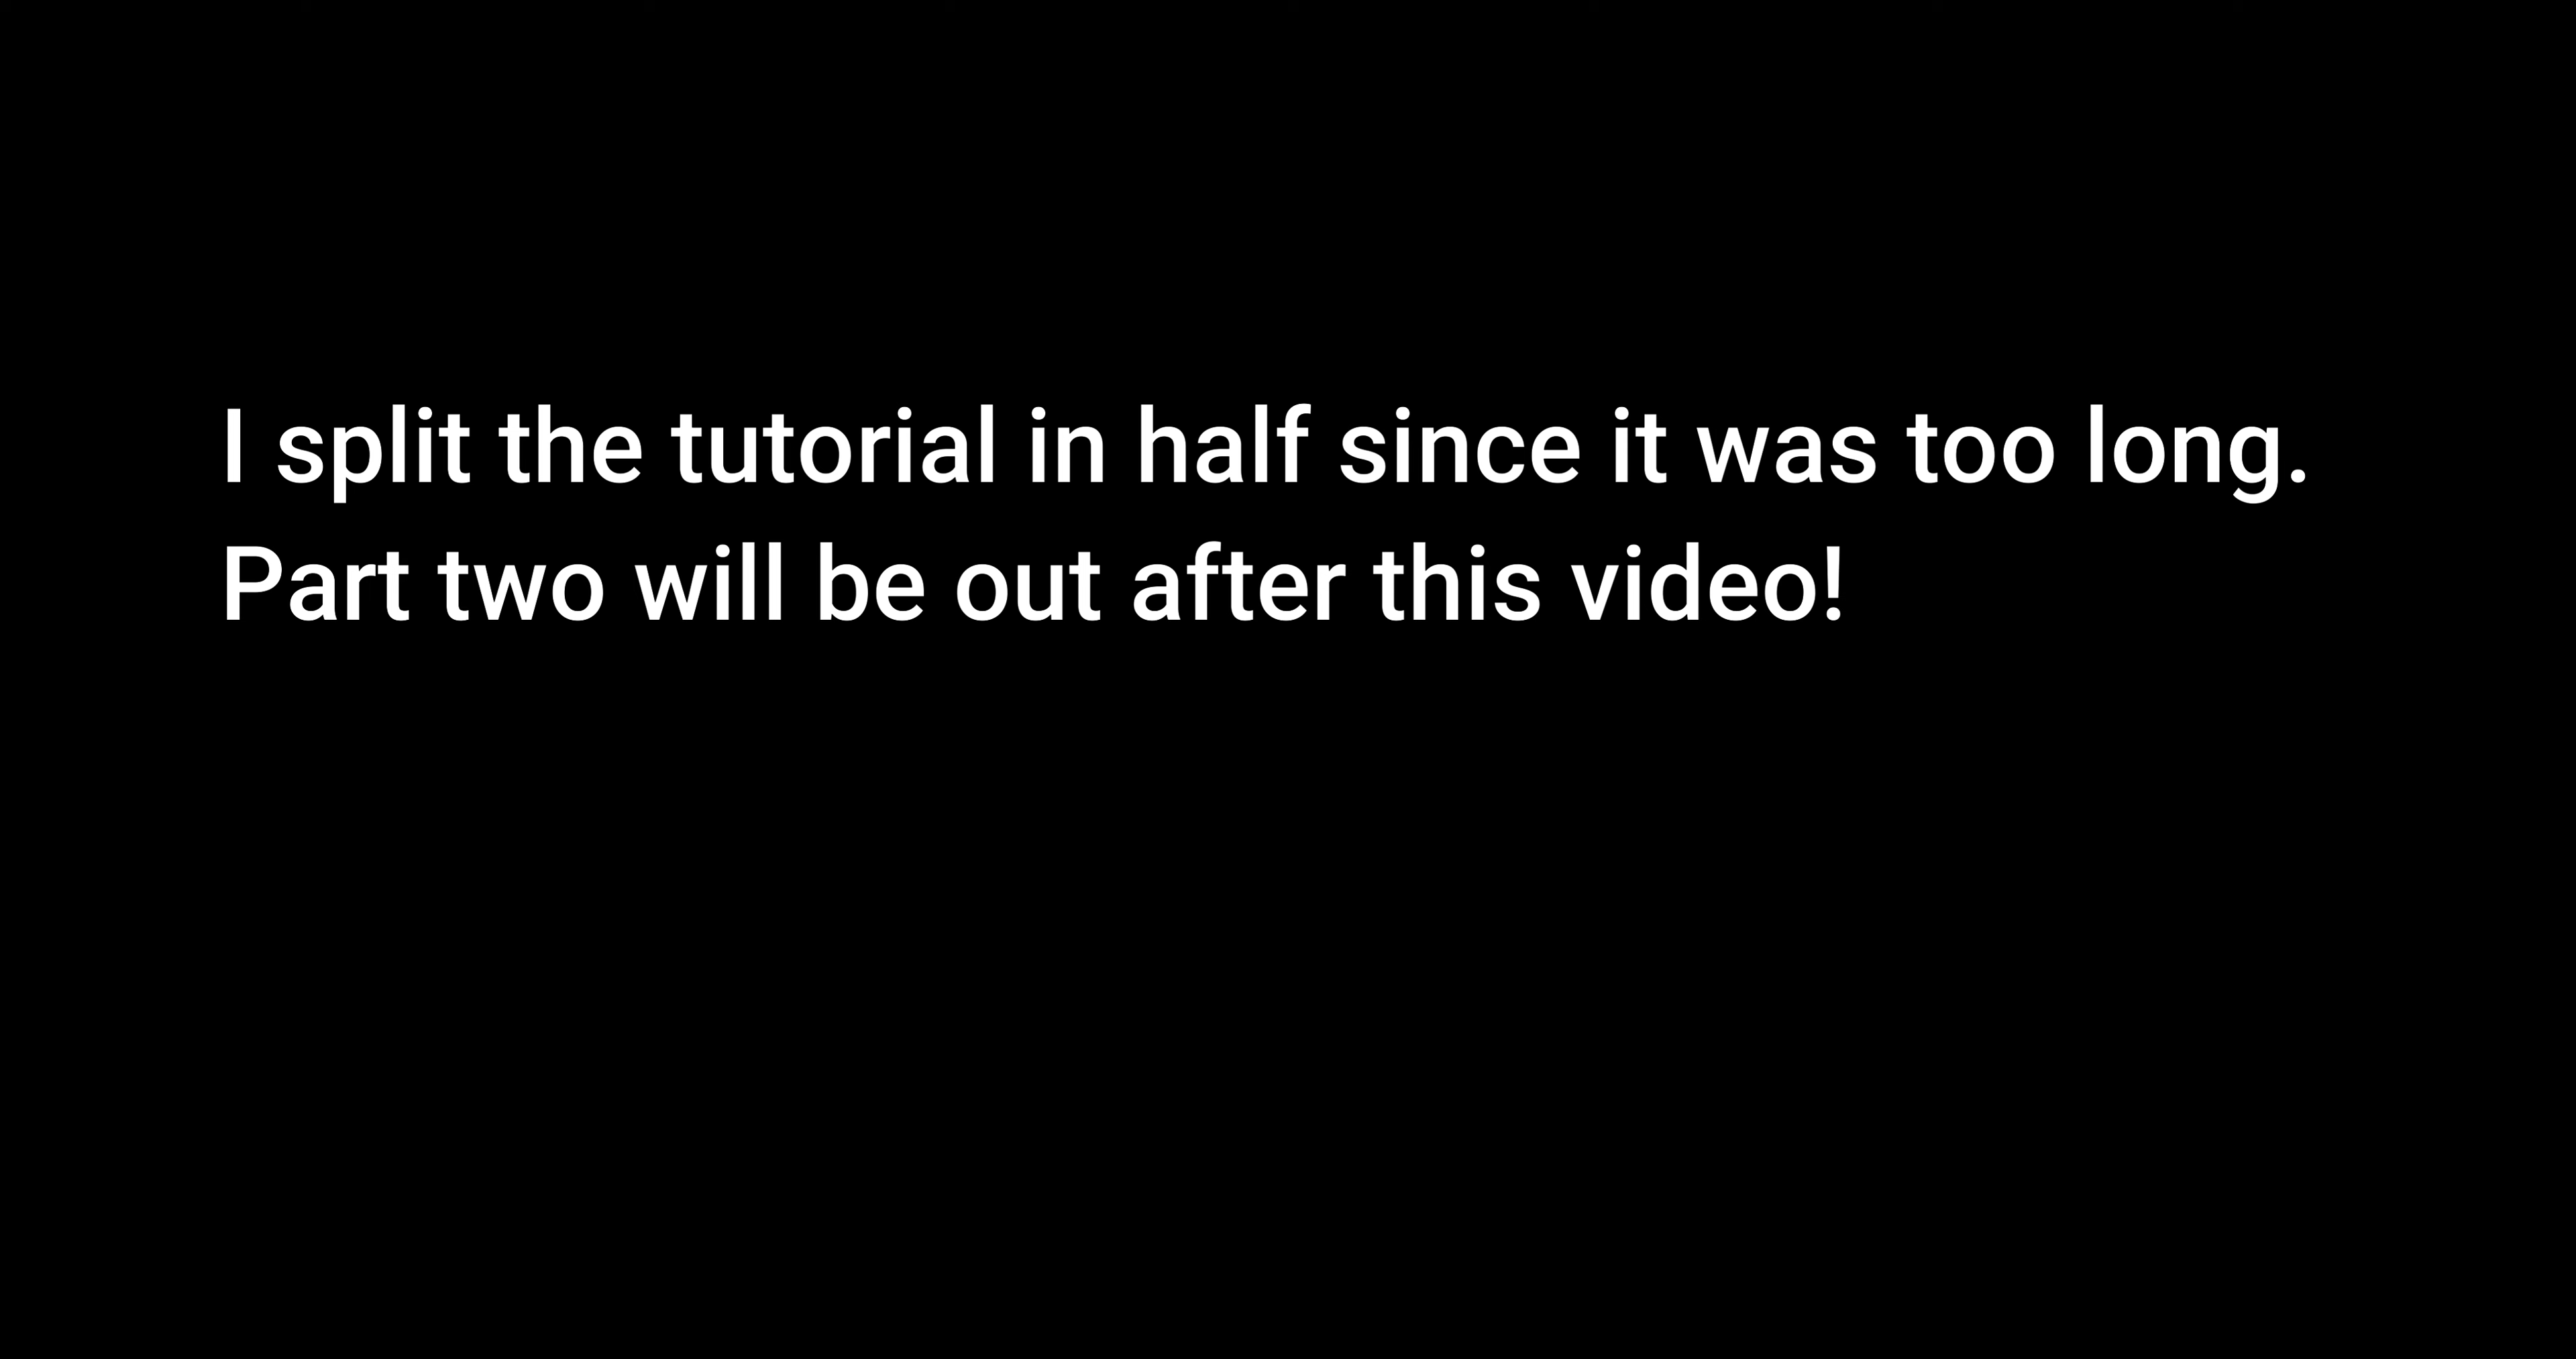 I split the tutorial in half since it was too long.
Part two will be out after this video!